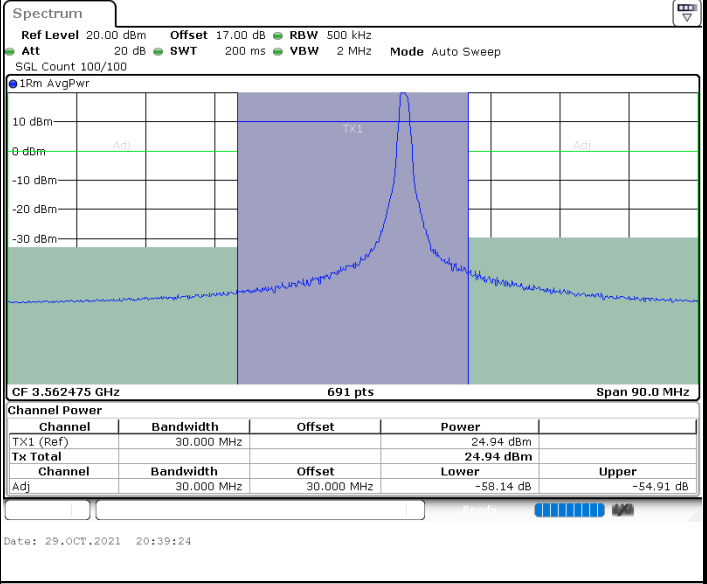 Spectrum
Ref Level 20.00 dBm Offset 17.00 dB RBW 500 kHz
Att 20 dB SWT 200 ms VBW 2 MHz Mode Auto Sweep
SGL Count 100/100
1Rm AvgPwr
10 dBm
TX1
Adj Adj
0 dBm
-10 dBm
-20 dBm
-30 dBm
CF 3.562475 GHz 691 pts Span 90.0 MHz
Channel Power
Channel Bandwidth Offset Power
TX1 (Ref) 30.000 MHz 24.94 dBm
Tx Total 24.94 dBm
Channel Bandwidth Offset Lower Upper
Adj 30.000 MHz 30.000 MHz -58.14 dB -54.91 dB
Ready
Date: 29.OCT.2021 20:39:24